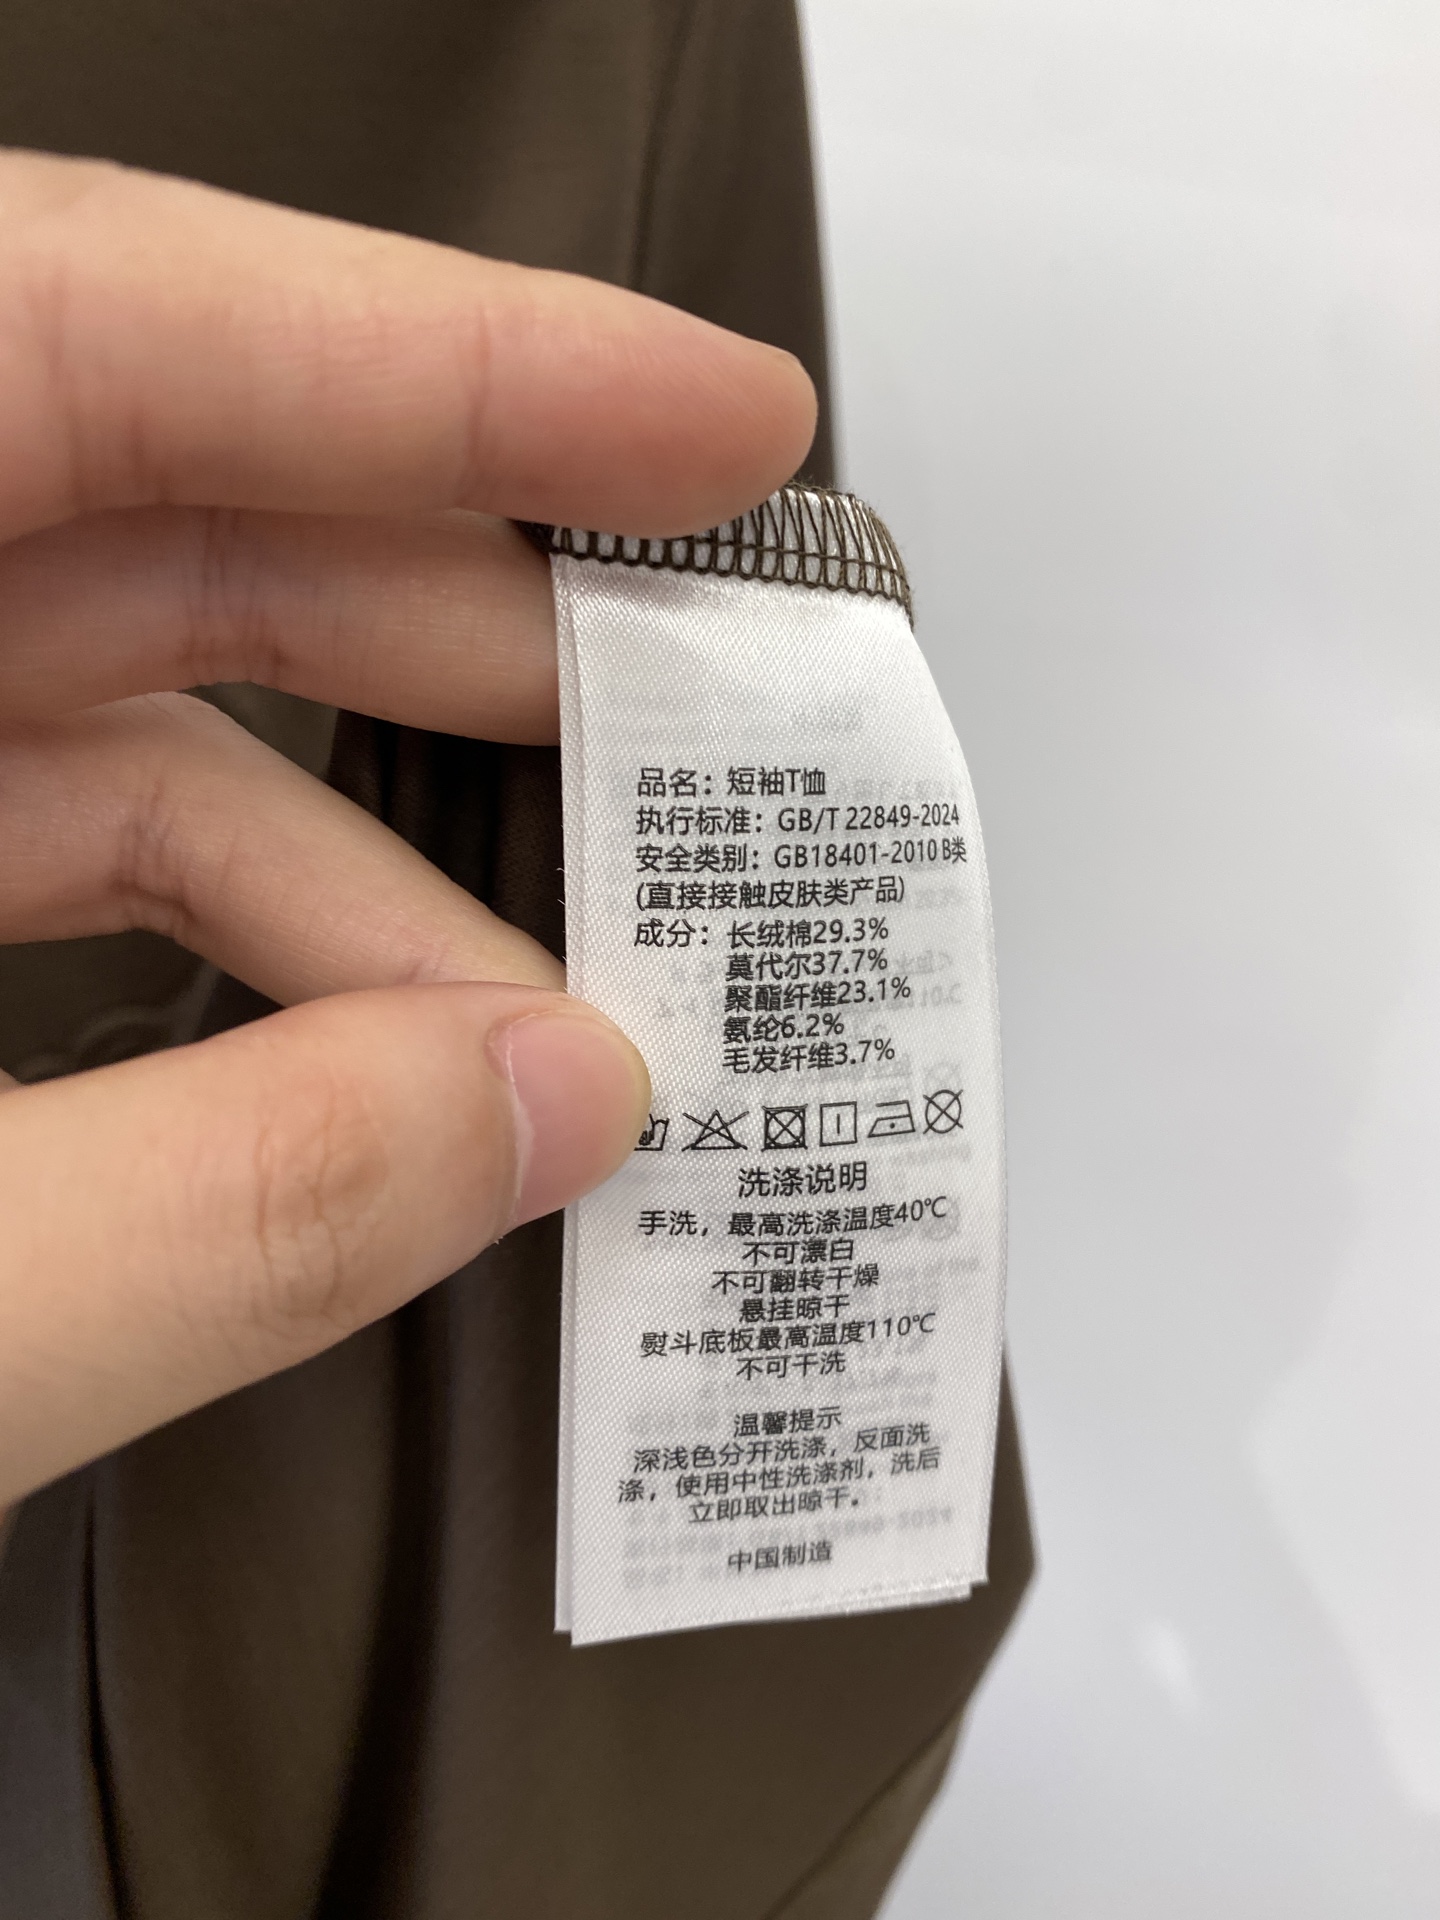 品名：短袖T恤
执行标准：GB/T 22849-2024
安全类别：GB18401-2010 B类
(直接接触皮肤类产品)
成分：长绒棉29.3%
莫代尔37.7%
聚酯纤维23.1%
氨纶6.2%
毛发纤维3.7%
洗涤说明
手洗，最高洗涤温度40℃
不可漂白
不可翻转干燥
悬挂晾干
熨斗底板最高温度110℃
不可干洗
温馨提示
深浅色分开洗涤，反面洗
涤，使用中性洗涤剂，洗后
立即取出晾干。
中国制造